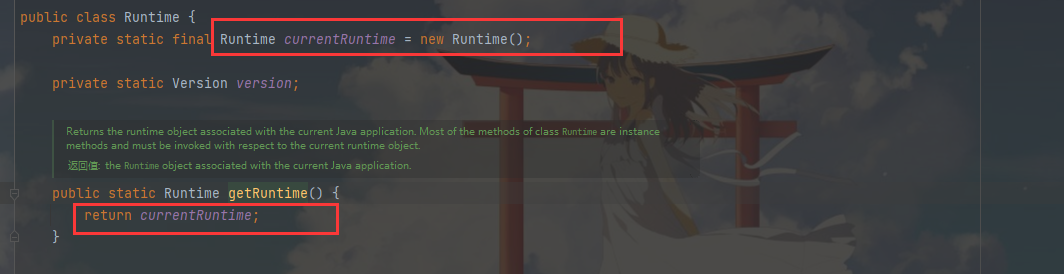 public class Runtime {
private static final Runtime currentRuntime = new Runtime();
private static Version version;
Returns the runtime object associated with the current Java application. Most of the methods of class Runtime are instance
methods and must be invoked with respect to the current runtime object.
返回值: the Runtime object associated with the current Java application.
public static Runtime getRuntime() {
return currentRuntime;
}